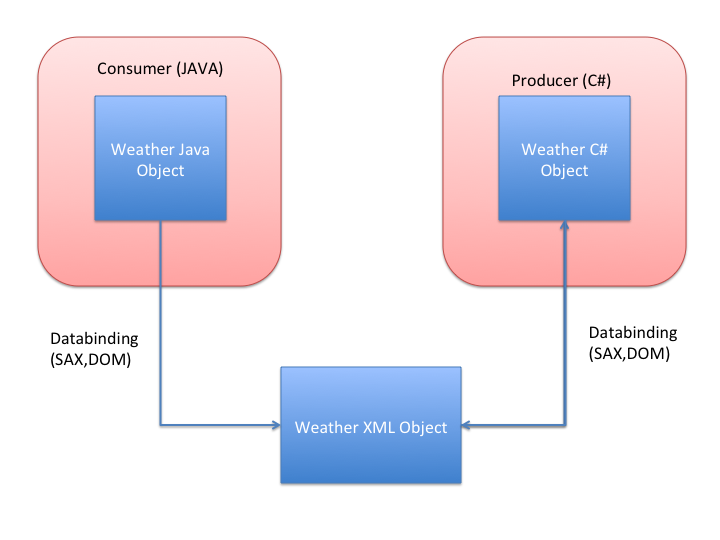 Consumer (JAVA)
Weather Java
Object
Producer (C#)
Weather C#
Object
Databinding
(SAX,DOM)
Databinding
(SAX,DOM)
Weather XML Object